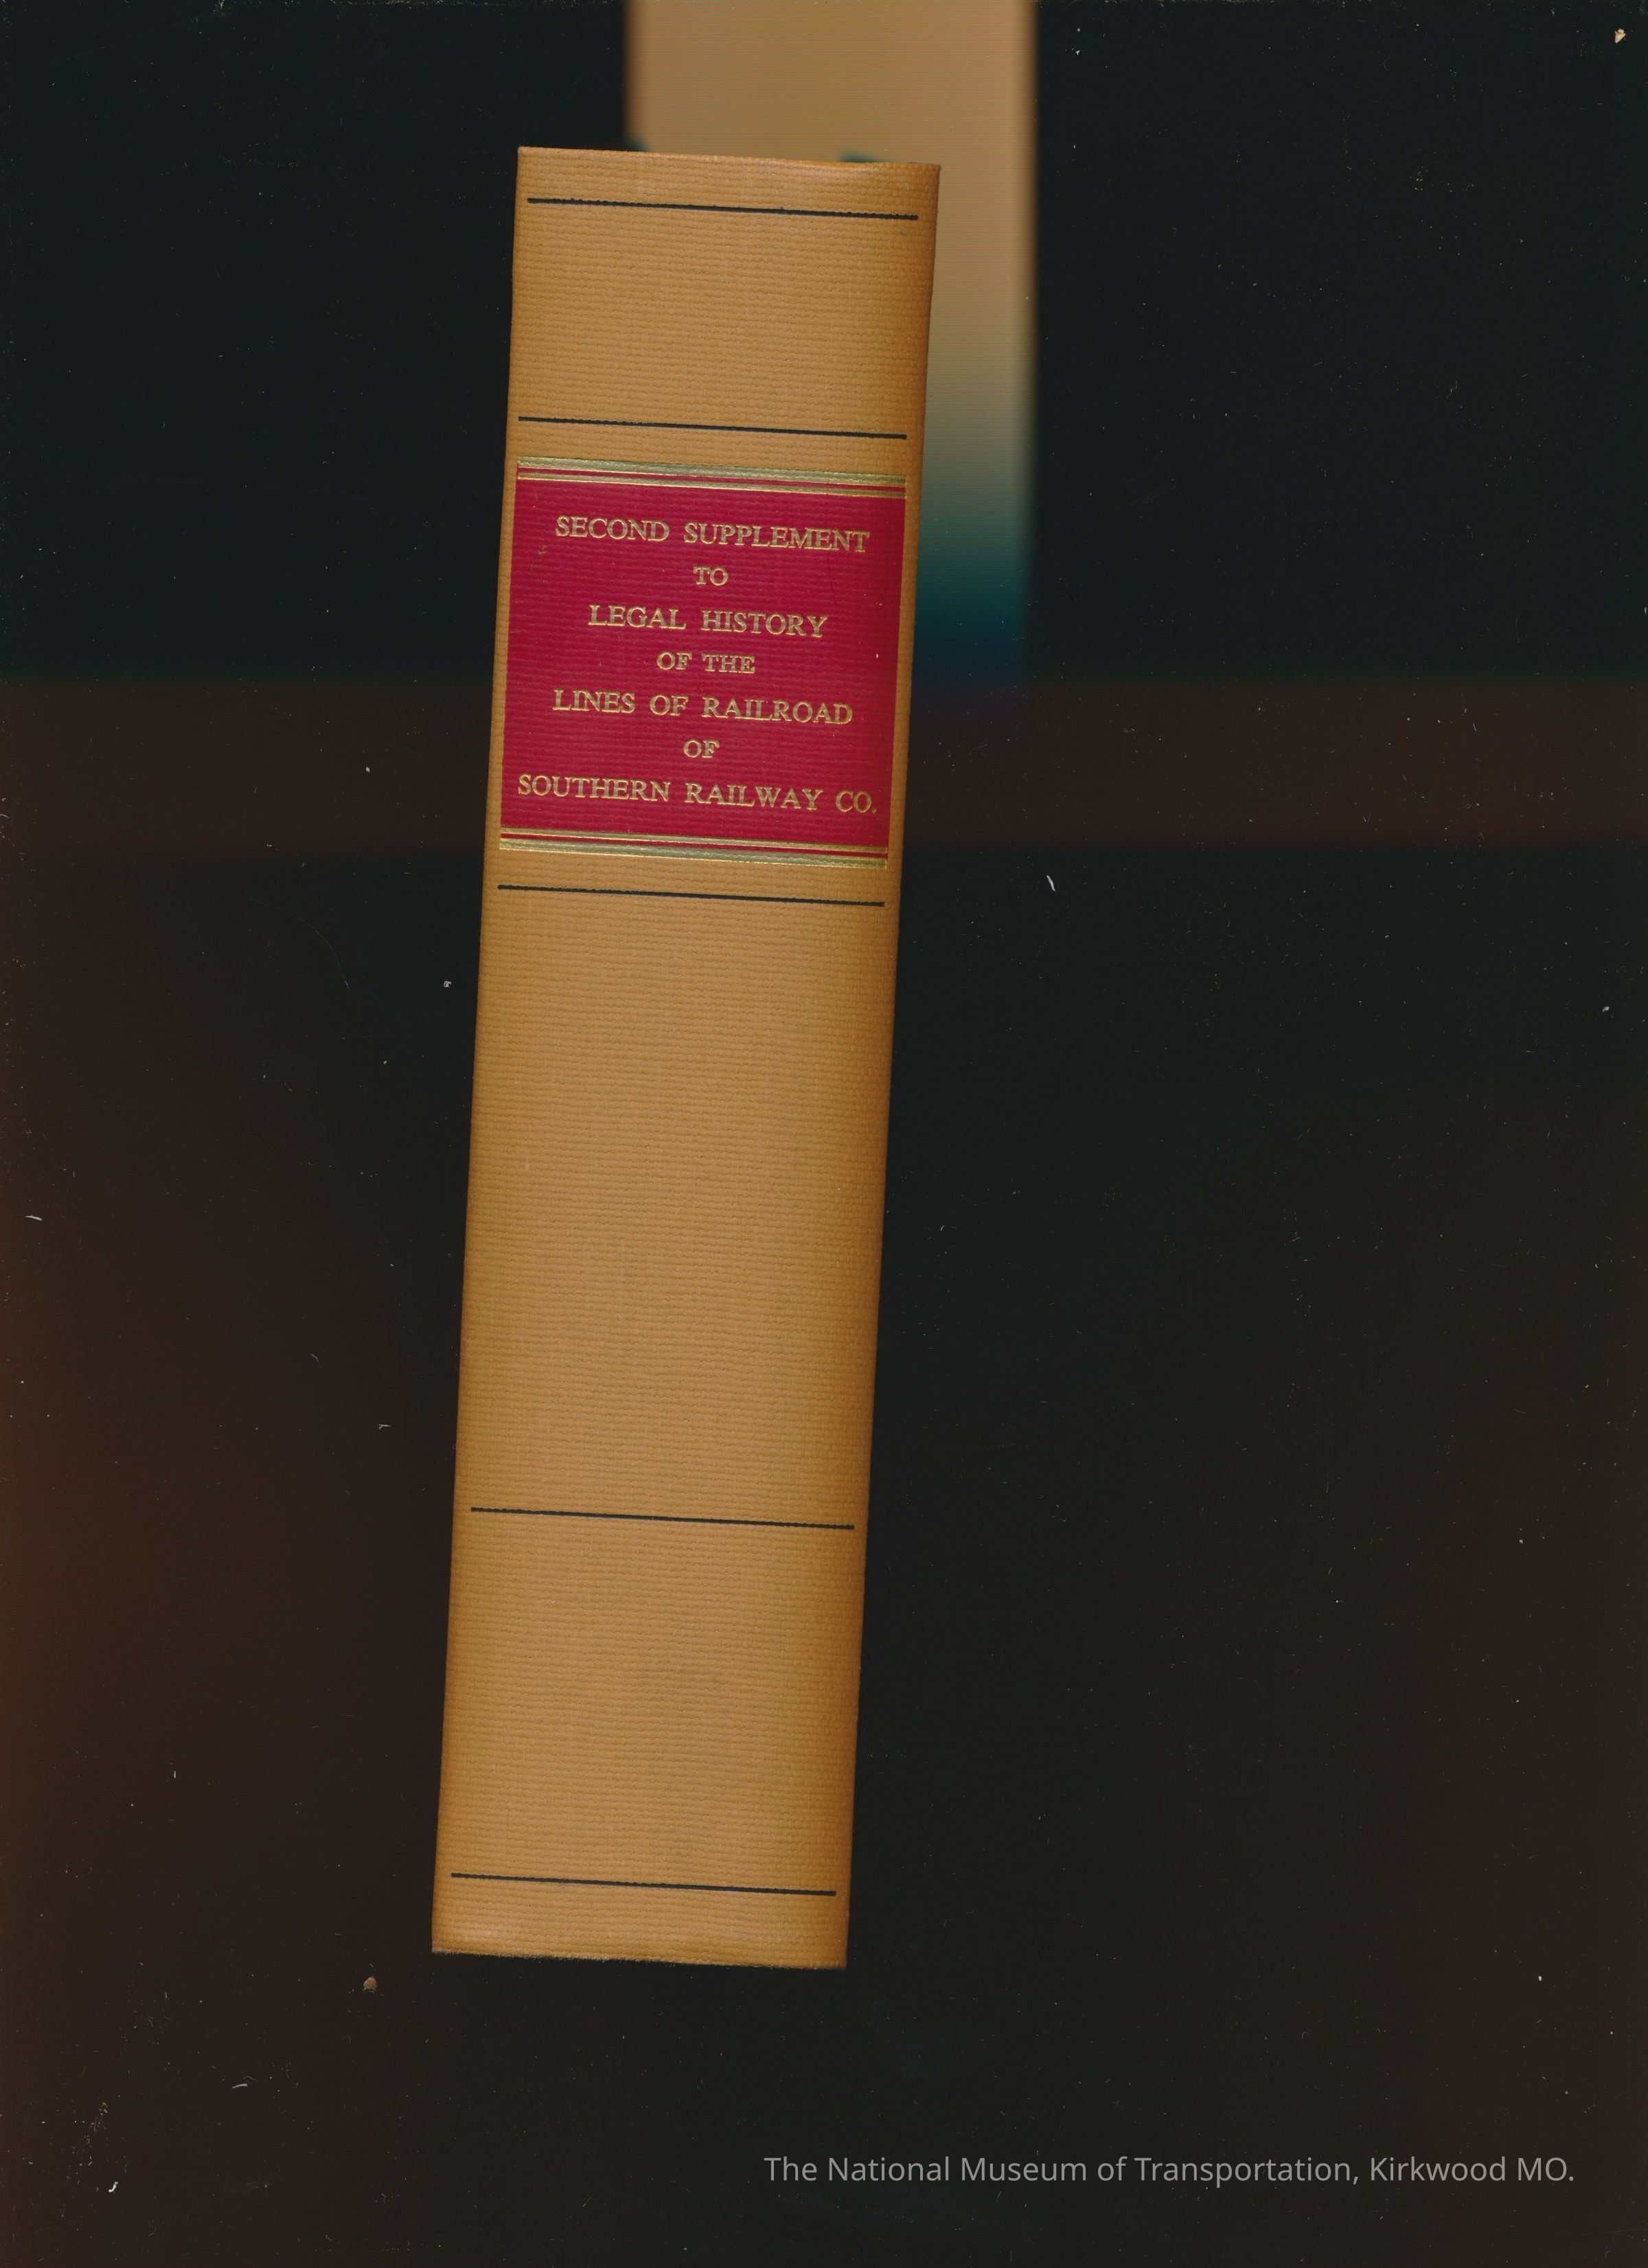 SECOND SUPPLEMENT
TO
LEGAL HISTORY
OF THE
LINES OF RAILROAD
OF
SOUTHERN RAILWAY CO.
The National Museum of Transportation, Kirkwood MO.